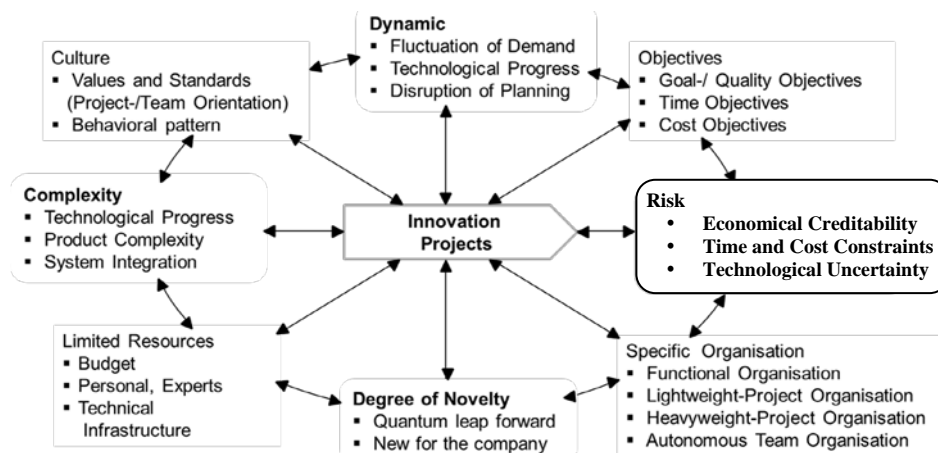 Dynamic
▪ Fluctuation of Demand
▪ Technological Progress
▪ Disruption of Planning
Culture
▪ Values and Standards
(Project-/Team Orientation)
▪ Behavioral pattern
Objectives
▪ Goal-/ Quality Objectives
▪ Time Objectives
▪ Cost Objectives
Complexity
▪ Technological Progress
▪ Product Complexity
▪ System Integration
Innovation
Projects
Risk
• Economical Creditability
• Time and Cost Constraints
• Technological Uncertainty
Limited Resources
▪ Budget
▪ Personal, Experts
▪ Technical
Infrastructure
Degree of Novelty
▪ Quantum leap forward
▪ New for the company
Specific Organisation
▪ Functional Organisation
▪ Lightweight-Project Organisation
▪ Heavyweight-Project Organisation
▪ Autonomous Team Organisation